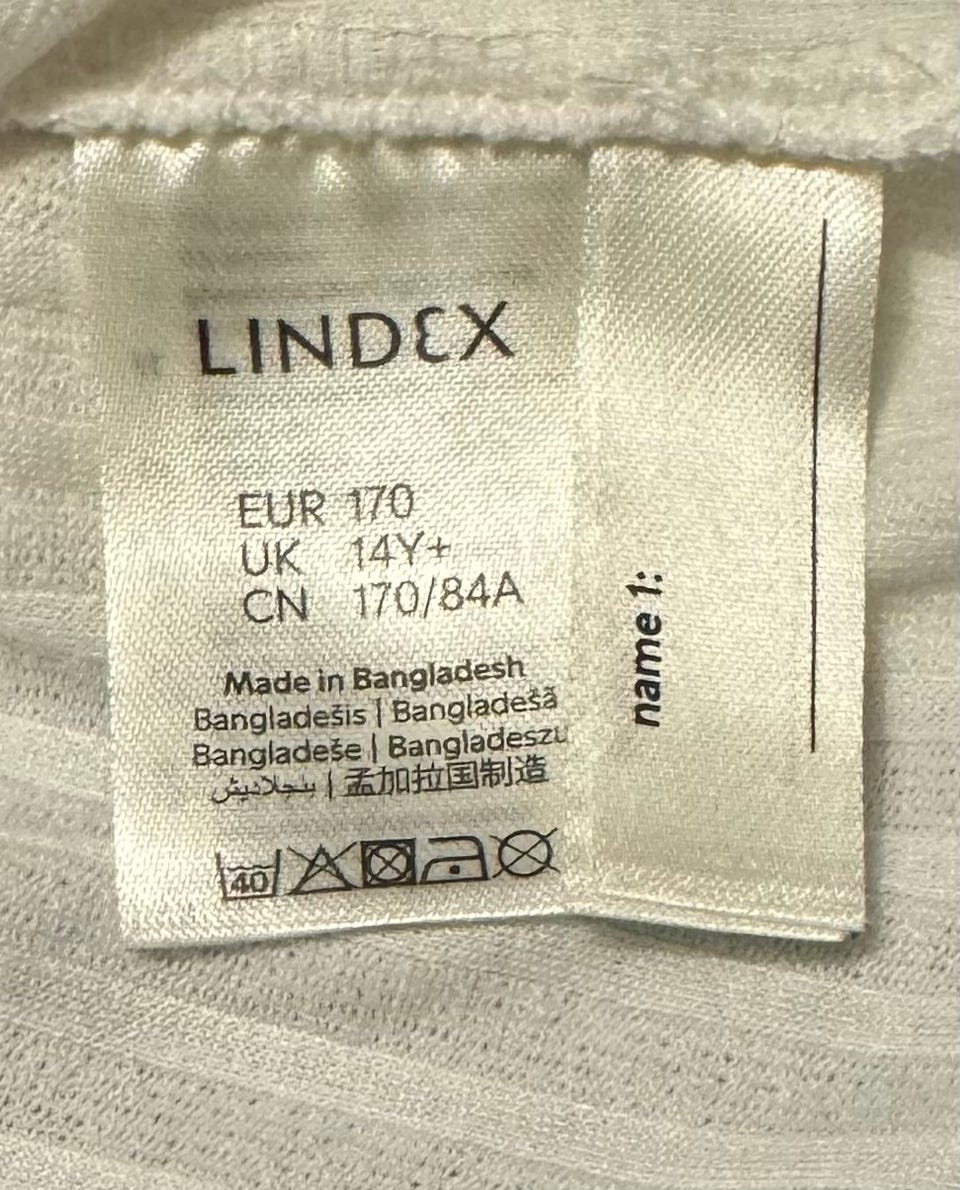 LINDEX
EUR 170
UK 14Y+
CN 170/84A
Made in Bangladesh
Bangladešis | Bangladešā
Bangladeše | Bangladeszu
بنجلاديش | 孟加拉国制造
40
name 1: